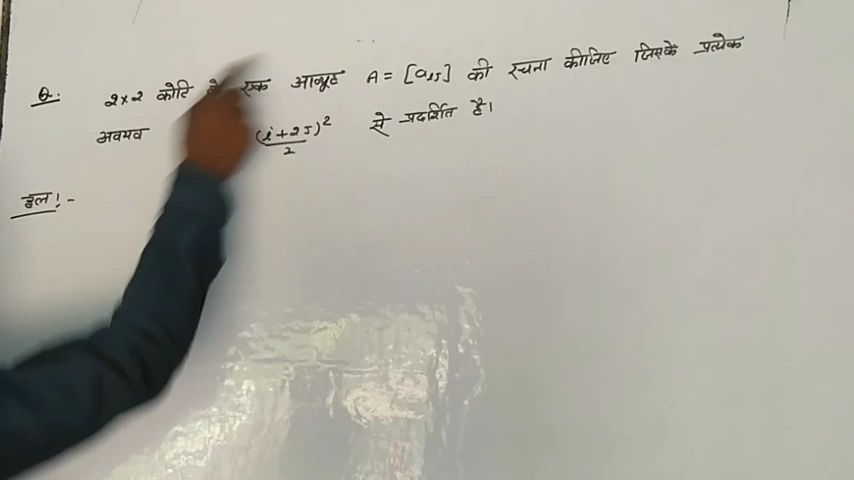 Q. 2×2 कोटि के एक आव्यूह A = [aij] की रचना कीजिए जिसके प्रत्येक
अवयव (i+2j)²/2 से प्रदर्शित है।
हल!-